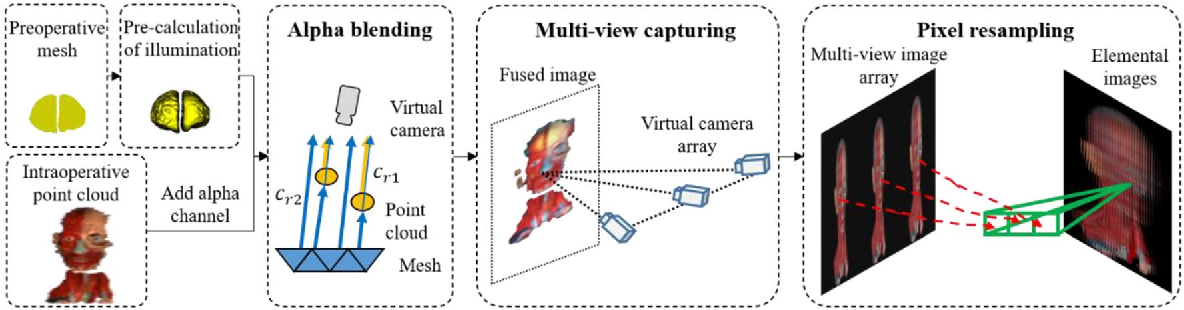 Preoperative
mesh
Pre-calculation
of illumination
Intraoperative
point cloud
Add alpha
channel
Alpha blending
Virtual
camera
c_{r1}
c_{r2}
Point
cloud
Mesh
Multi-view capturing
Fused image
Virtual camera
array
Pixel resampling
Multi-view image
array
Elemental
images